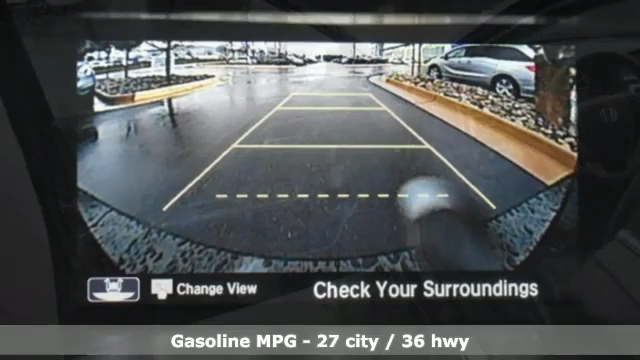 Change View
Check Your Surroundings
Gasoline MPG - 27 city / 36 hwy